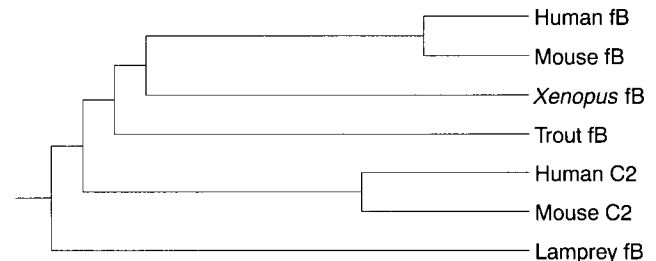 Human fB
Mouse fB
Xenopus fB
Trout fB
Human C2
Mouse C2
Lamprey fB